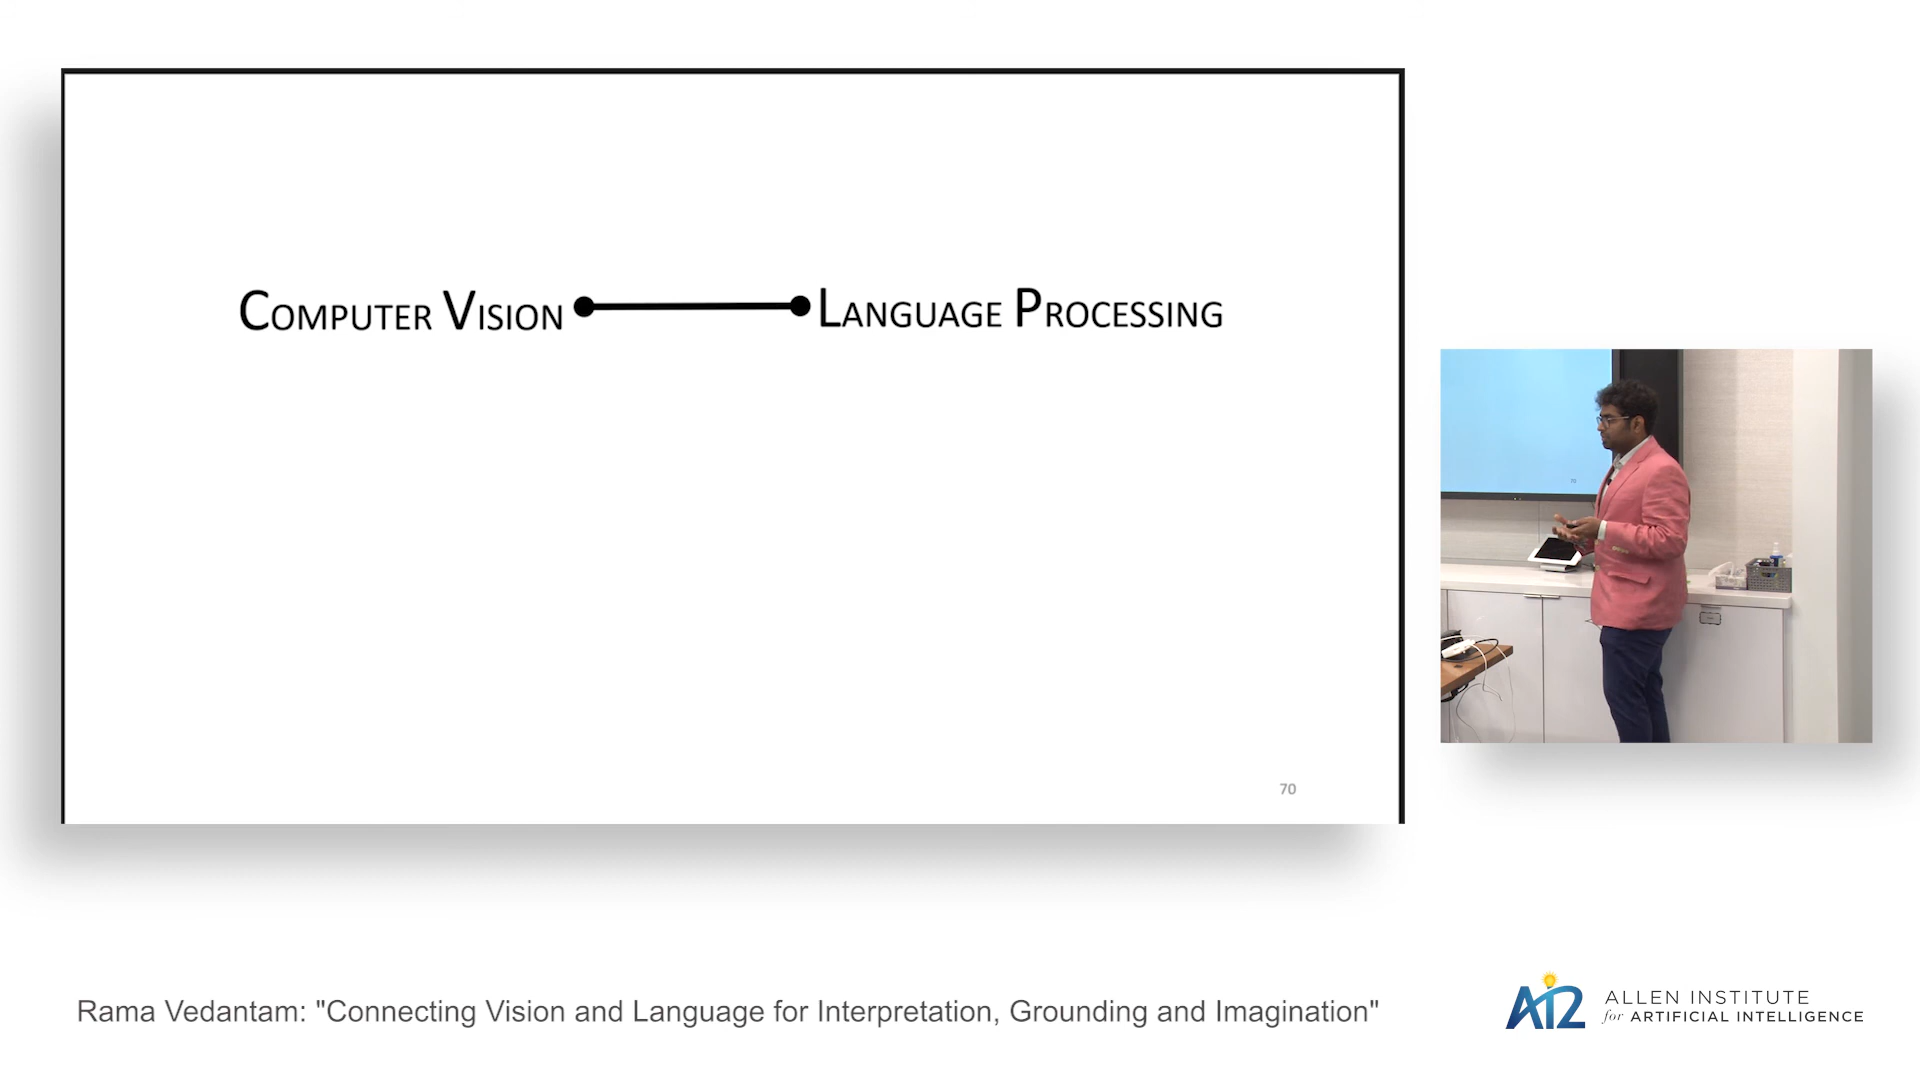 COMPUTER VISION LANGUAGE PROCESSING
70
Rama Vedantam: "Connecting Vision and Language for Interpretation, Grounding and Imagination"
AI2 ALLEN INSTITUTE
for ARTIFICIAL INTELLIGENCE